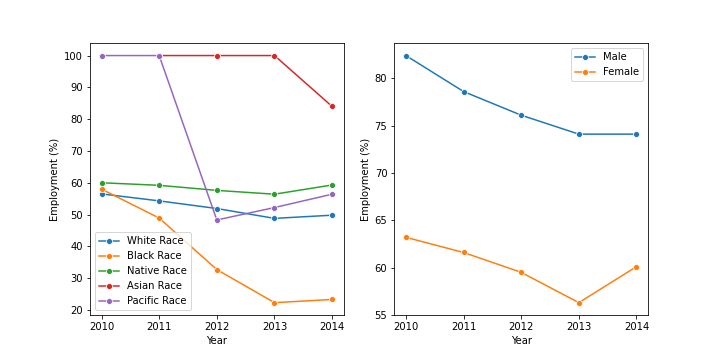 100
90
80
70
60
50
40
30
20
Employment (%)
White Race
Black Race
Native Race
Asian Race
Pacific Race
2010 2011 2012 2013 2014
Year
80
75
70
65
60
55
Employment (%)
Male
Female
2010 2011 2012 2013 2014
Year